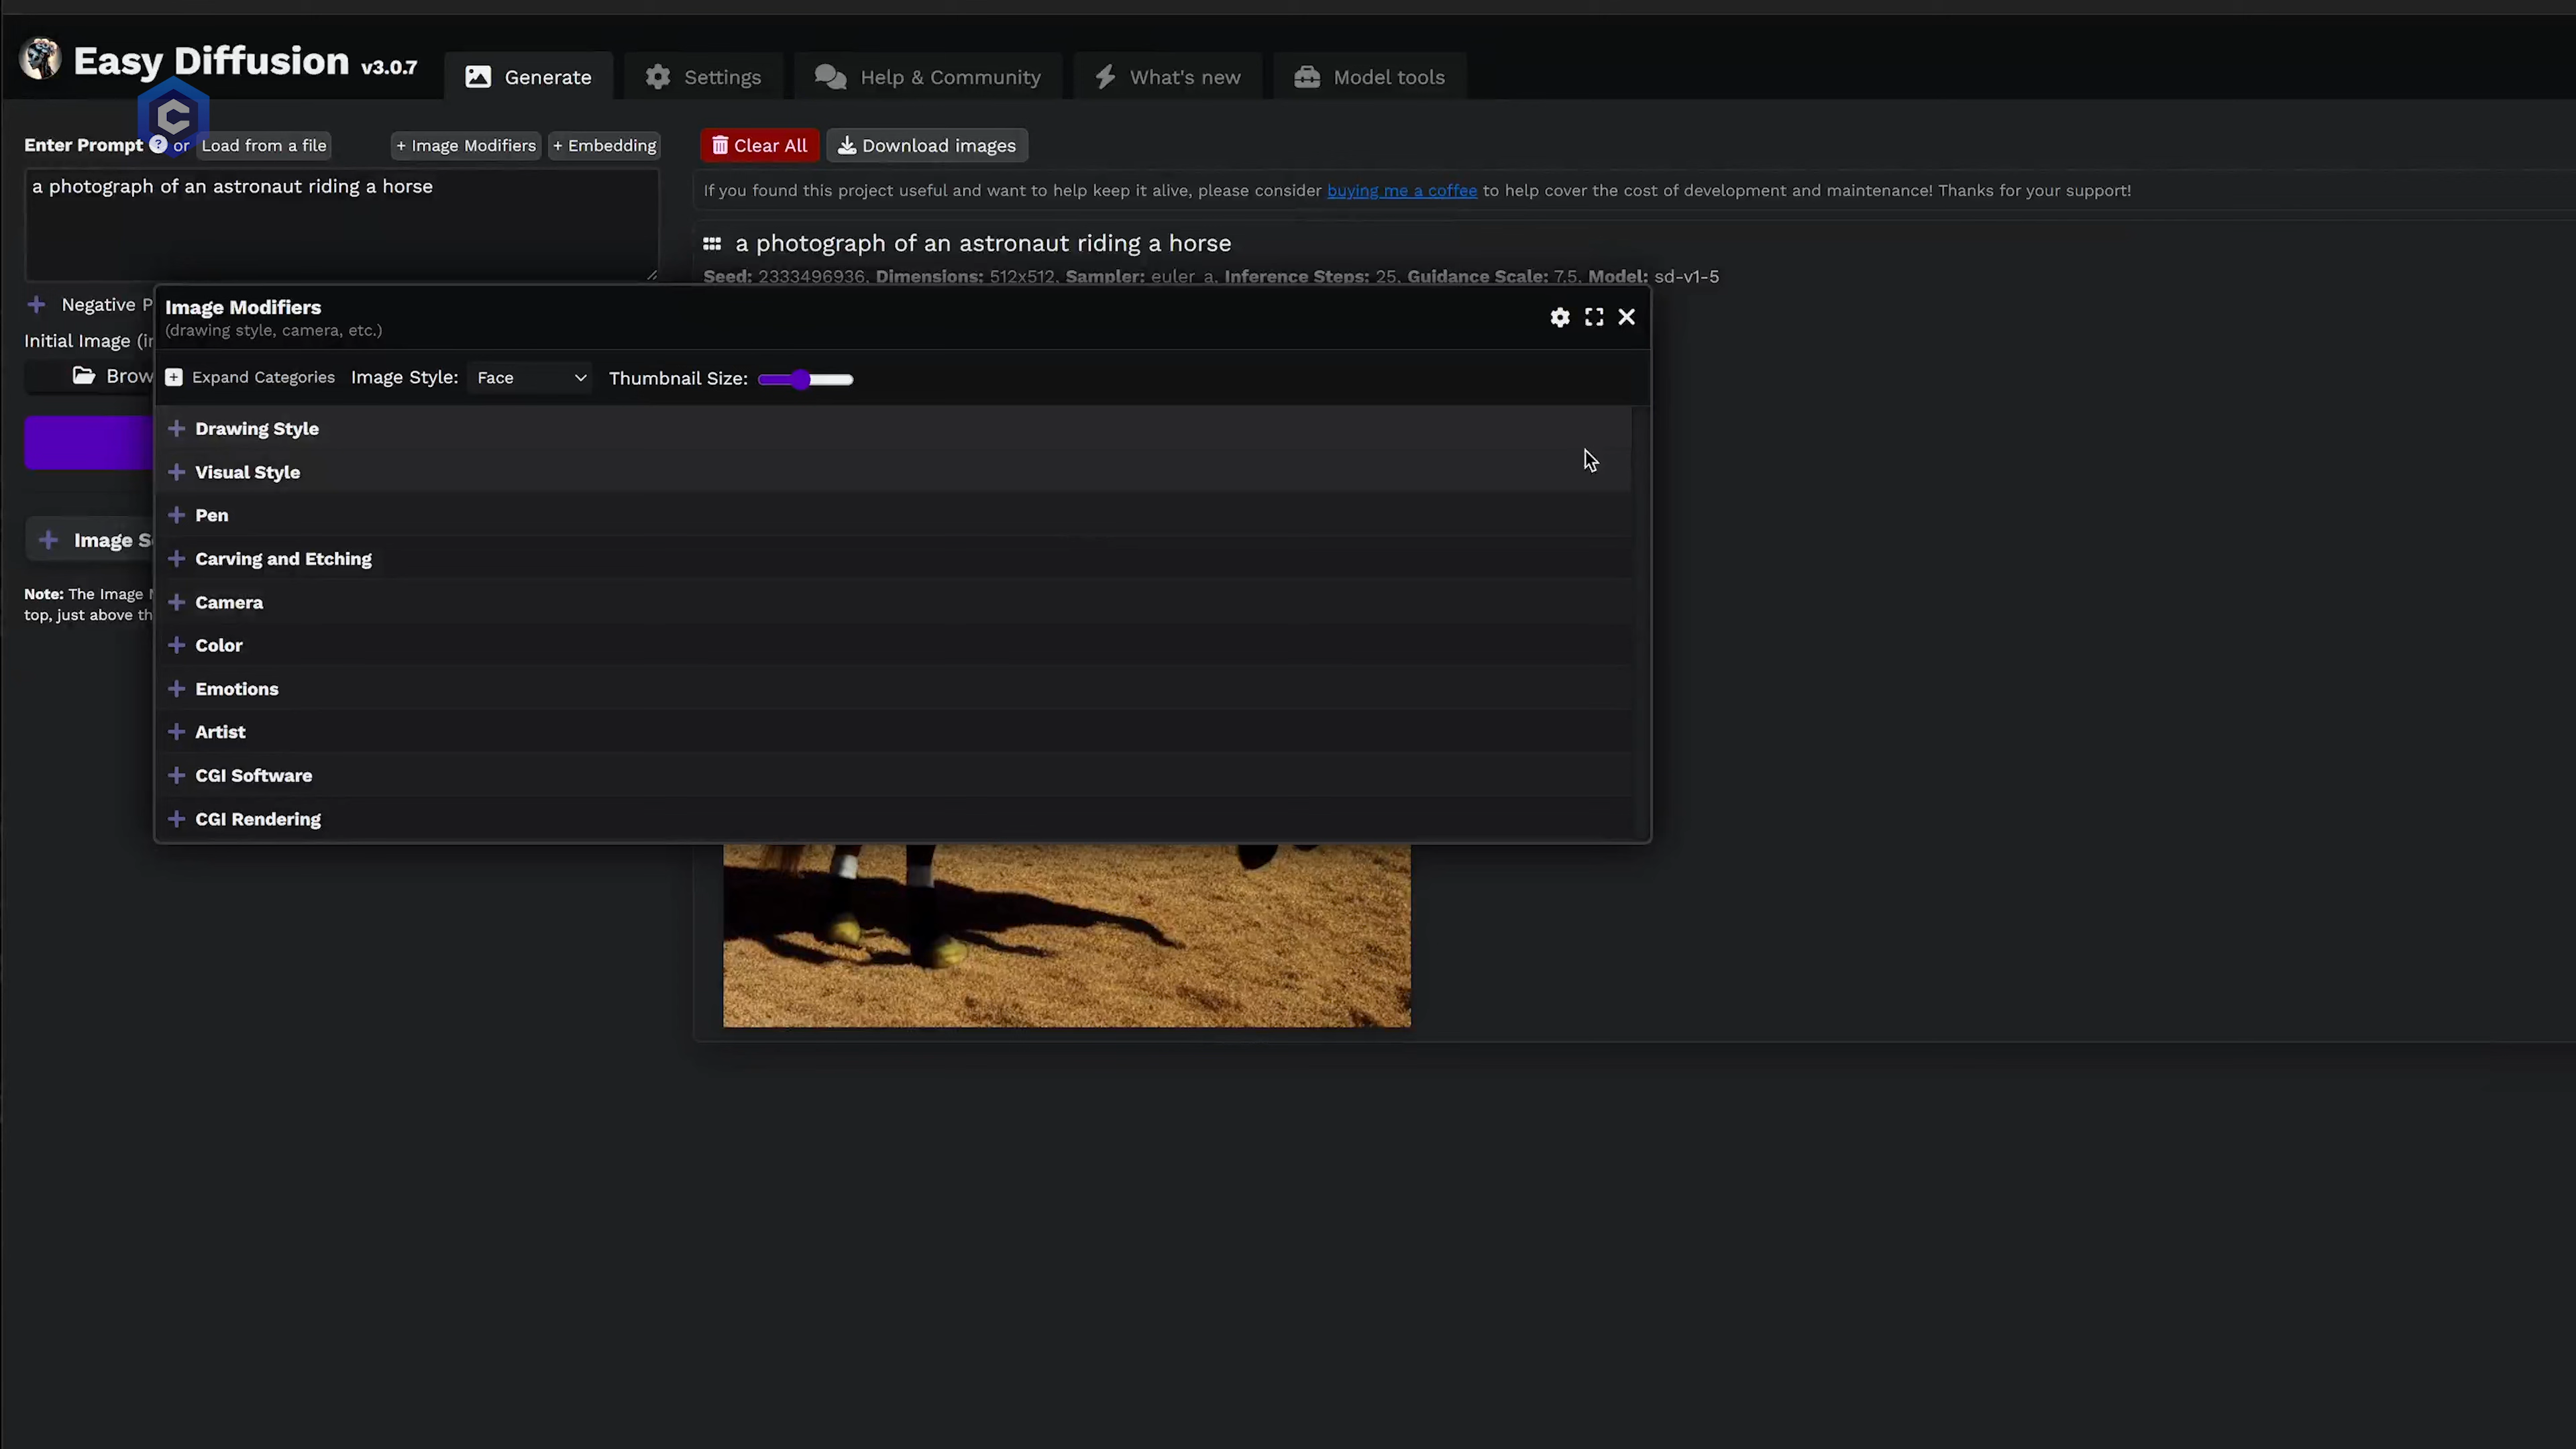 Easy Diffusion v3.0.7
Generate
Settings
Help & Community
What's new
Model tools
Enter Prompt ? or Load from a file
+ Image Modifiers
+ Embedding
a photograph of an astronaut riding a horse
Clear All
Download images
If you found this project useful and want to help keep it alive, please consider buying me a coffee to help cover the cost of development and maintenance! Thanks for your support!
a photograph of an astronaut riding a horse
Seed: 2333496936, Dimensions: 512x512, Sampler: euler_a, Inference Steps: 25, Guidance Scale: 7.5, Model: sd-v1-5
+ Negative P
Initial Image (i
Brow
Image Modifiers
(drawing style, camera, etc.)
Expand Categories
Image Style: Face
Thumbnail Size:
+ Drawing Style
+ Visual Style
+ Pen
+ Carving and Etching
+ Camera
+ Color
+ Emotions
+ Artist
+ CGI Software
+ CGI Rendering
+ Image S
Note: The Image
top, just above th